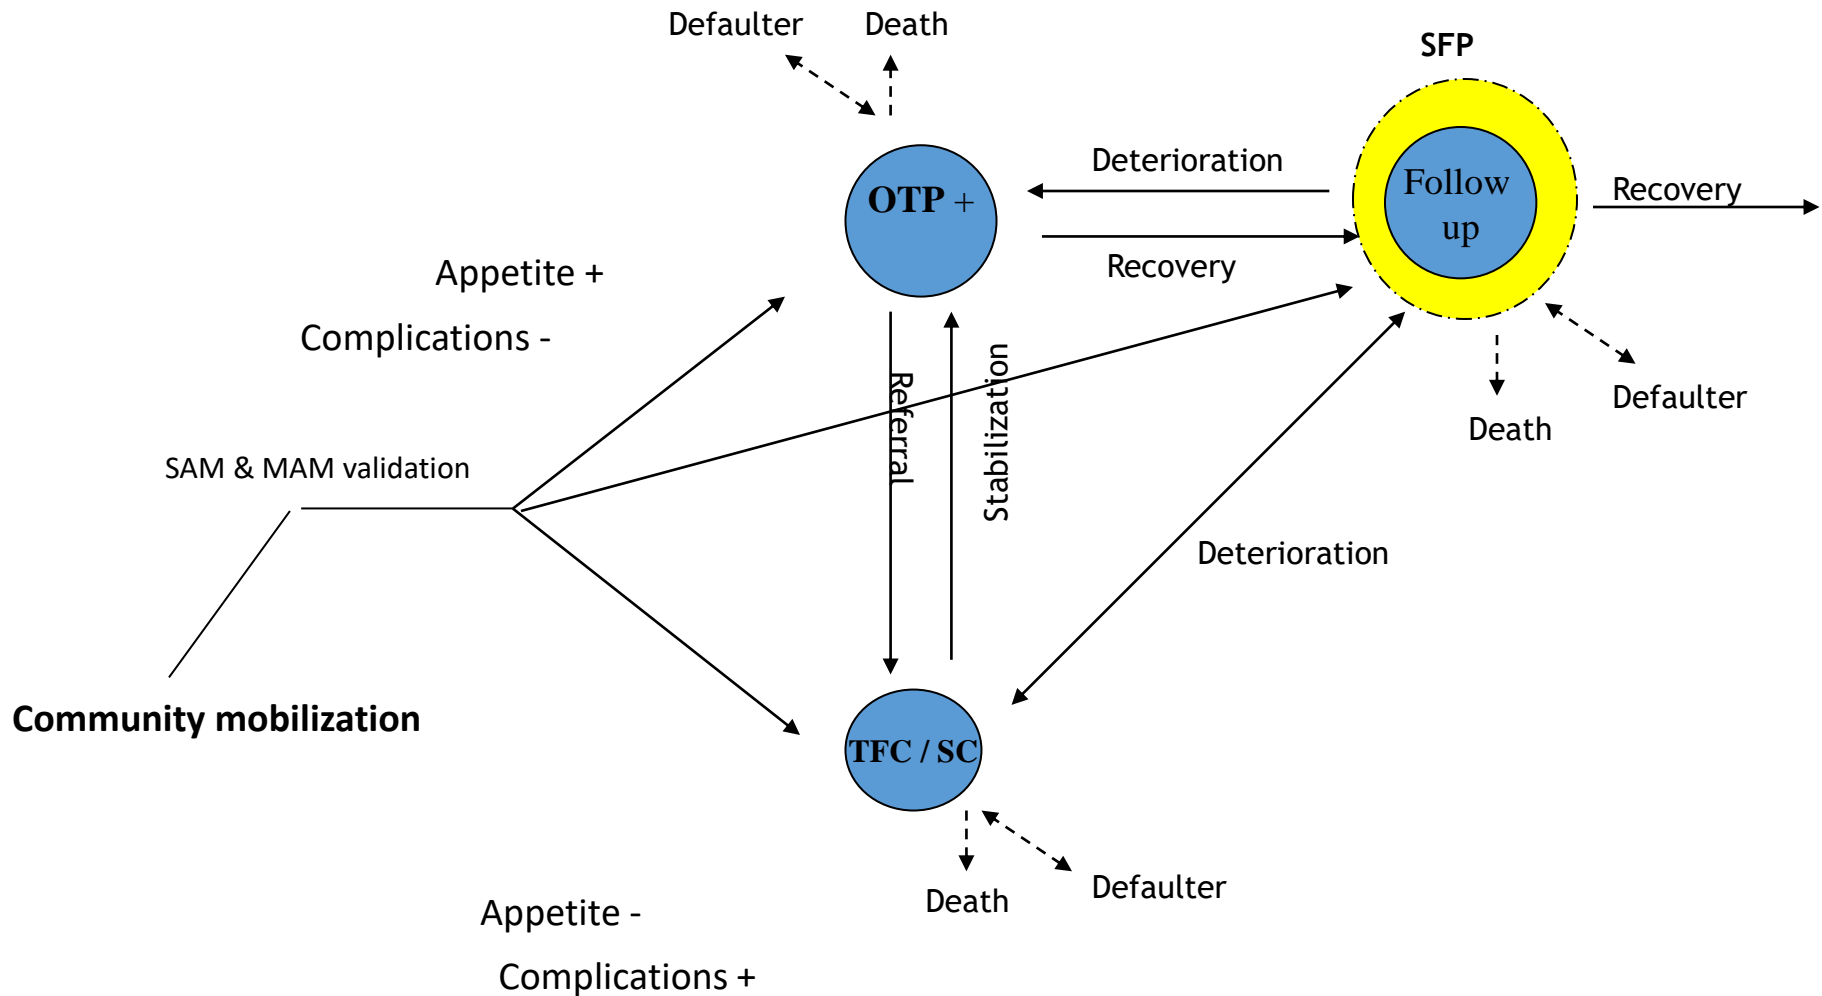 Defaulter
Death
SFP
Deterioration
OTP +
Follow
up
Recovery
Recovery
Appetite +
Complications -
Referral
Stabilization
Defaulter
Death
SAM & MAM validation
Deterioration
Community mobilization
TFC / SC
Death
Defaulter
Appetite -
Complications +